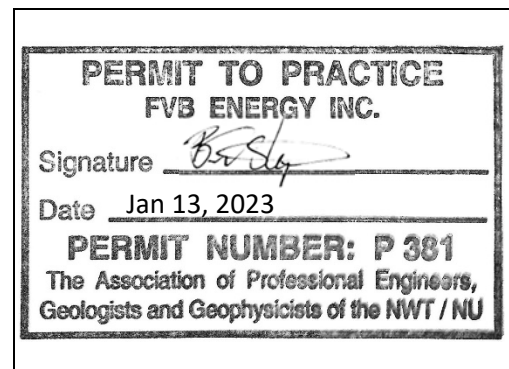 PERMIT TO PRACTICE
FVB ENERGY INC.
Signature
Date Jan 13, 2023
PERMIT NUMBER: P 381
The Association of Professional Engineers,
Geologists and Geophysicists of the NWT / NU